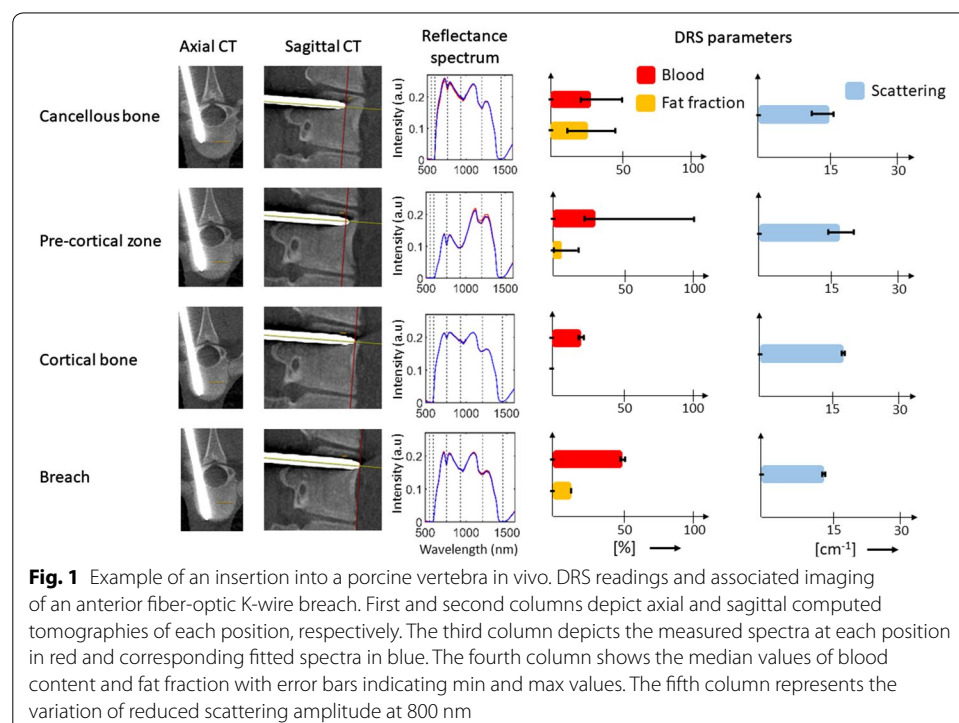 Axial CT Sagittal CT Reflectance spectrum DRS parameters
Blood
Fat fraction
Scattering
Cancellous bone
Intensity (a.u)
0.2
0.1
0
500 1000 1500
50 100
15 30
Pre-cortical zone
Intensity (a.u)
0.2
0.1
0
500 1000 1500
50 100
15 30
Cortical bone
Intensity (a.u)
0.2
0.1
0
500 1000 1500
50 100
15 30
Breach
Intensity (a.u)
0.2
0.1
0
500 1000 1500
50 100
15 30
Wavelength (nm) [%] [cm-1]
Fig. 1 Example of an insertion into a porcine vertebra in vivo. DRS readings and associated imaging
of an anterior fiber-optic K-wire breach. First and second columns depict axial and sagittal computed
tomographies of each position, respectively. The third column depicts the measured spectra at each position
in red and corresponding fitted spectra in blue. The fourth column shows the median values of blood
content and fat fraction with error bars indicating min and max values. The fifth column represents the
variation of reduced scattering amplitude at 800 nm